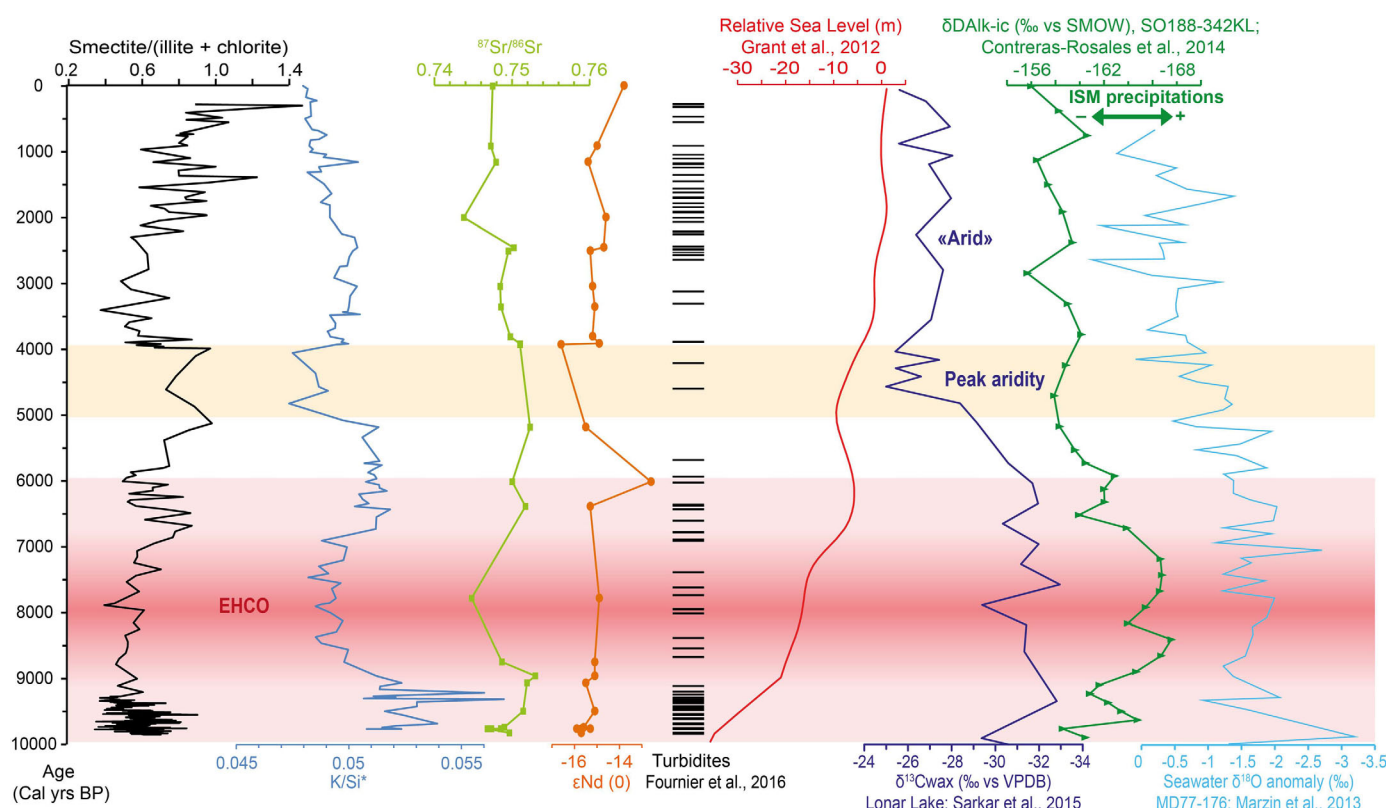 Smectite/(illite + chlorite)
0.2 0.6 1.0 1.4
87Sr/86Sr
0.74 0.75 0.76
Relative Sea Level (m)
Grant et al., 2012
-30 -20 -10 0
δDAlk-ic (‰ vs SMOW), SO188-342KL;
Contreras-Rosales et al., 2014
-156 -162 -168
ISM precipitations
− +
0
1000
2000
3000
4000
5000
6000
7000
8000
9000
10000
«Arid»
Peak aridity
EHCO
Age
(Cal yrs BP)
0.045 0.05 0.055
K/Si*
-16 -14
εNd (0)
Turbidites
Fournier et al., 2016
-24 -26 -28 -30 -32 -34
δ13Cwax (‰ vs VPDB)
Lonar Lake; Sarkar et al., 2015
0 -0.5 -1 -1.5 -2 -2.5 -3 -3.5
Seawater δ18O anomaly (‰)
MD77-176; Marzin et al., 2013